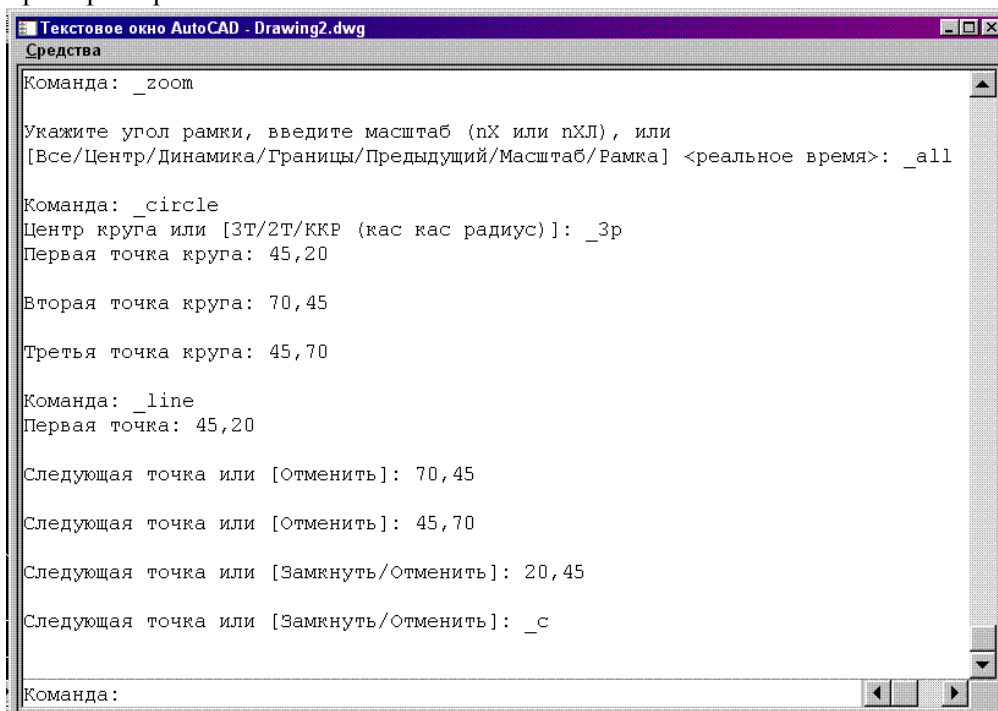 Текстовое окно AutoCAD - Drawing2.dwg
Средства
Команда: _zoom
Укажите угол рамки, введите масштаб (nX или nXЛ), или
[Все/Центр/Динамика/Границы/Предыдущий/Масштаб/Рамка] <реальное время>: _all
Команда: _circle
Центр круга или [3Т/2Т/ККР (кас кас радиус)]: _3p
Первая точка круга: 45,20
Вторая точка круга: 70,45
Третья точка круга: 45,70
Команда: _line
Первая точка: 45,20
Следующая точка или [Отменить]: 70,45
Следующая точка или [Отменить]: 45,70
Следующая точка или [Замкнуть/Отменить]: 20,45
Следующая точка или [Замкнуть/Отменить]: _c
Команда: